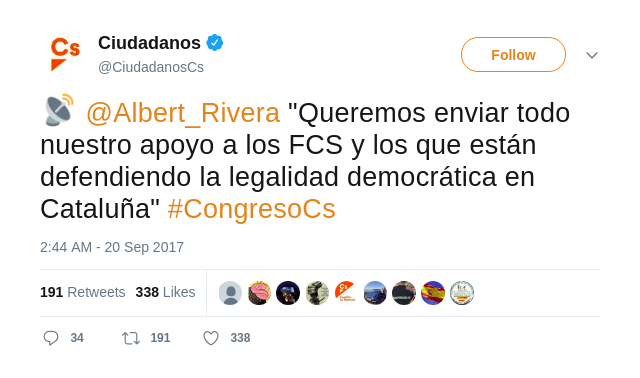 Cs
Ciudadanos
@CiudadanosCs
Follow
@Albert_Rivera "Queremos enviar todo
nuestro apoyo a los FCS y los que están
defendiendo la legalidad democrática en
Cataluña" #CongresoCs
2:44 AM - 20 Sep 2017
191 Retweets 338 Likes
34 191 338